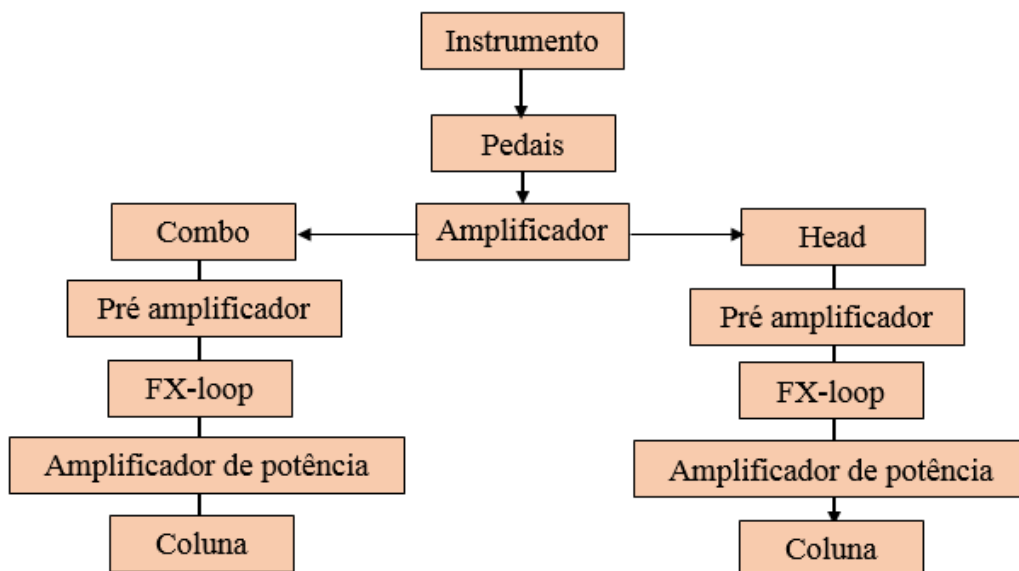 Instrumento
Pedais
Amplificador
Combo
Pré amplificador
FX-loop
Amplificador de potência
Coluna
Head
Pré amplificador
FX-loop
Amplificador de potência
Coluna